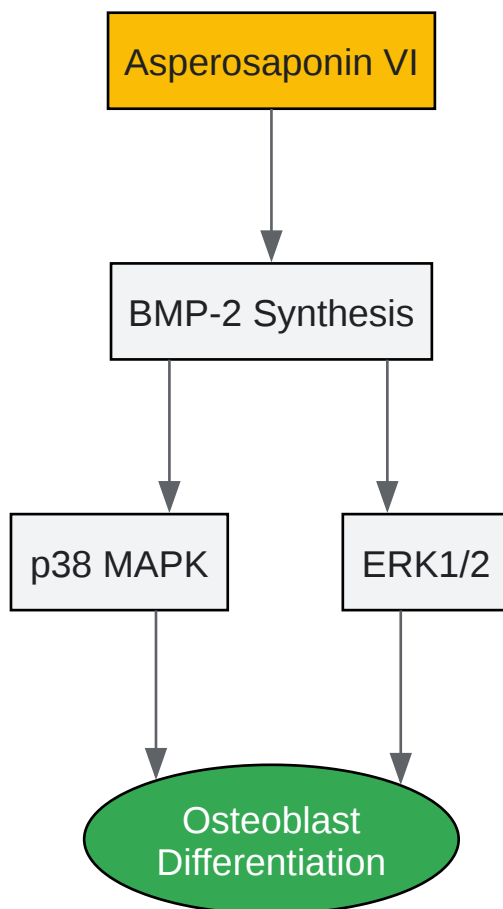 Asperosaponin VI
BMP-2 Synthesis
p38 MAPK
ERK1/2
Osteoblast
Differentiation